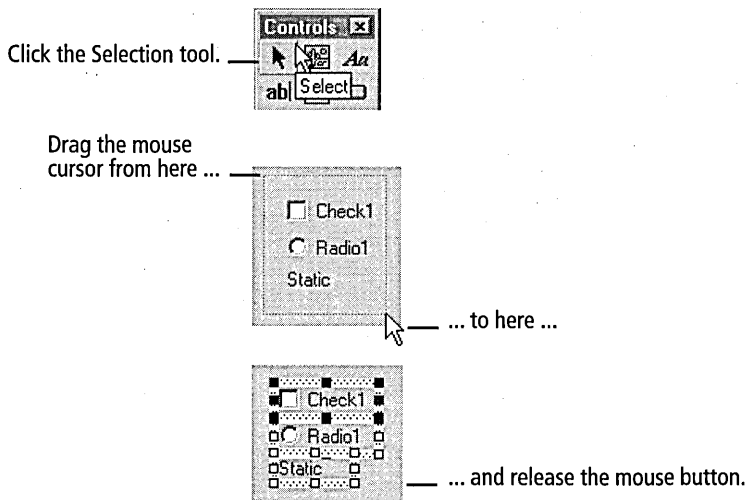 Controls
Click the Selection tool.
Aa
ab|
Select
Drag the mouse
cursor from here ...
Check1
Radio1
Static
... to here ...
Check1
Radio1
Static
... and release the mouse button.